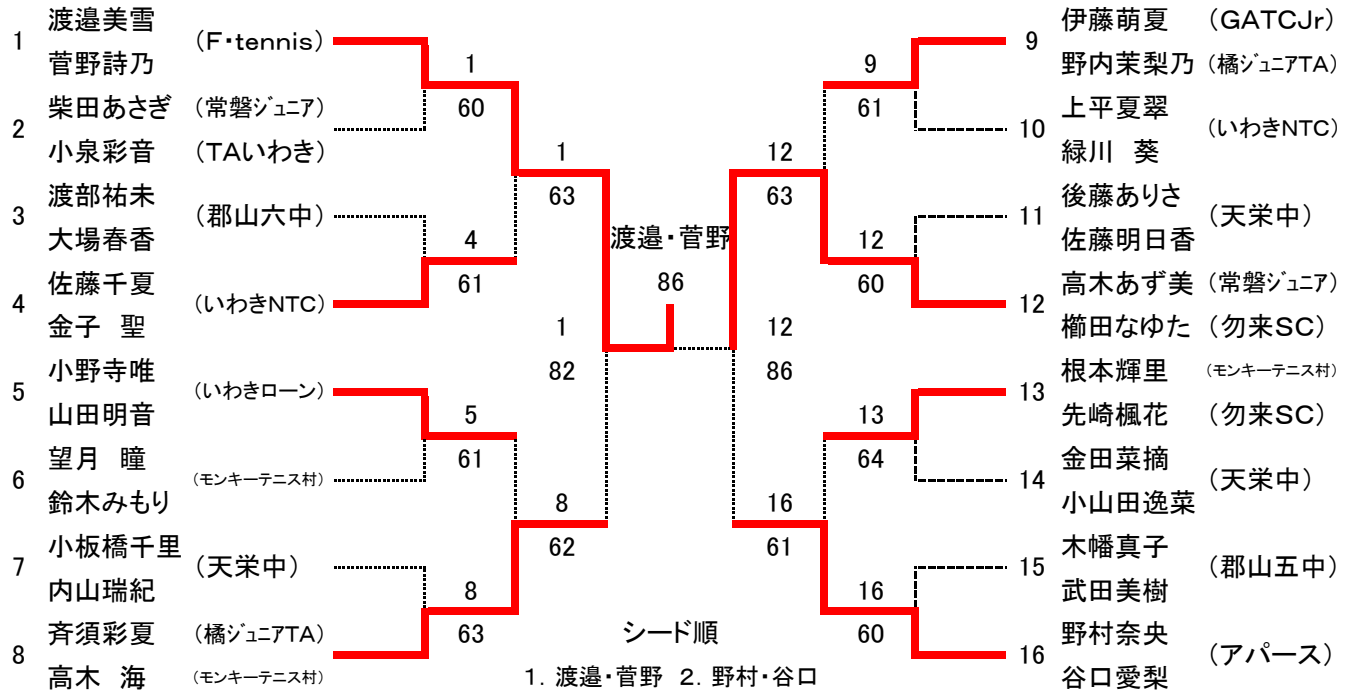 1 渡邉美雪 (F・tennis)
菅野詩乃
2 柴田あさぎ (常磐ジュニア)
小泉彩音 (TAいわき)
3 渡部祐未 (郡山六中)
大場春香
4 佐藤千夏 (いわきNTC)
金子 聖
5 小野寺唯 (いわきローン)
山田明音
6 望月 瞳 (モンキーテニス村)
鈴木みもり
7 小板橋千里 (天栄中)
内山瑞紀
8 斉須彩夏 (橘ジュニアTA)
高木 海 (モンキーテニス村)
1
60
4
61
5
61
8
63
1
63
8
62
1
82
渡邉・菅野
86
12
86
12
63
16
61
9
61
12
60
13
64
16
60
シード順
1. 渡邉・菅野 2. 野村・谷口
9 伊藤萌夏 (GATCJr)
野内茉梨乃 (橘ジュニアTA)
10 上平夏翠 (いわきNTC)
緑川 葵
11 後藤ありさ (天栄中)
佐藤明日香
12 高木あず美 (常磐ジュニア)
櫛田なゆた (勿来SC)
13 根本輝里 (モンキーテニス村)
先崎楓花 (勿来SC)
14 金田菜摘 (天栄中)
小山田逸菜
15 木幡真子 (郡山五中)
武田美樹
16 野村奈央 (アパース)
谷口愛梨